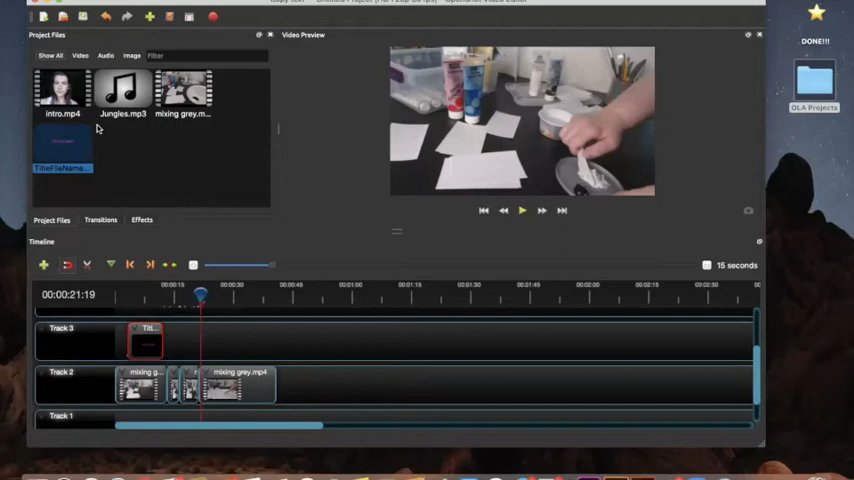 Project Files
Video Preview
Show All
Video
Audio
Image
Filter
intro.mp4
Jungles.mp3
mixing grey.m...
TitleFileName...
Project Files
Transitions
Effects
Timeline
15 seconds
00:00:21:19
00:00:15
00:00:30
00:00:45
00:01:00
00:01:15
00:01:30
00:01:45
00:02:00
00:02:15
00:02:30
00
Track 3
Titl...
Track 2
mixing g...
mixing grey.mp4
Track 1
DONE!!!
OLA Projects